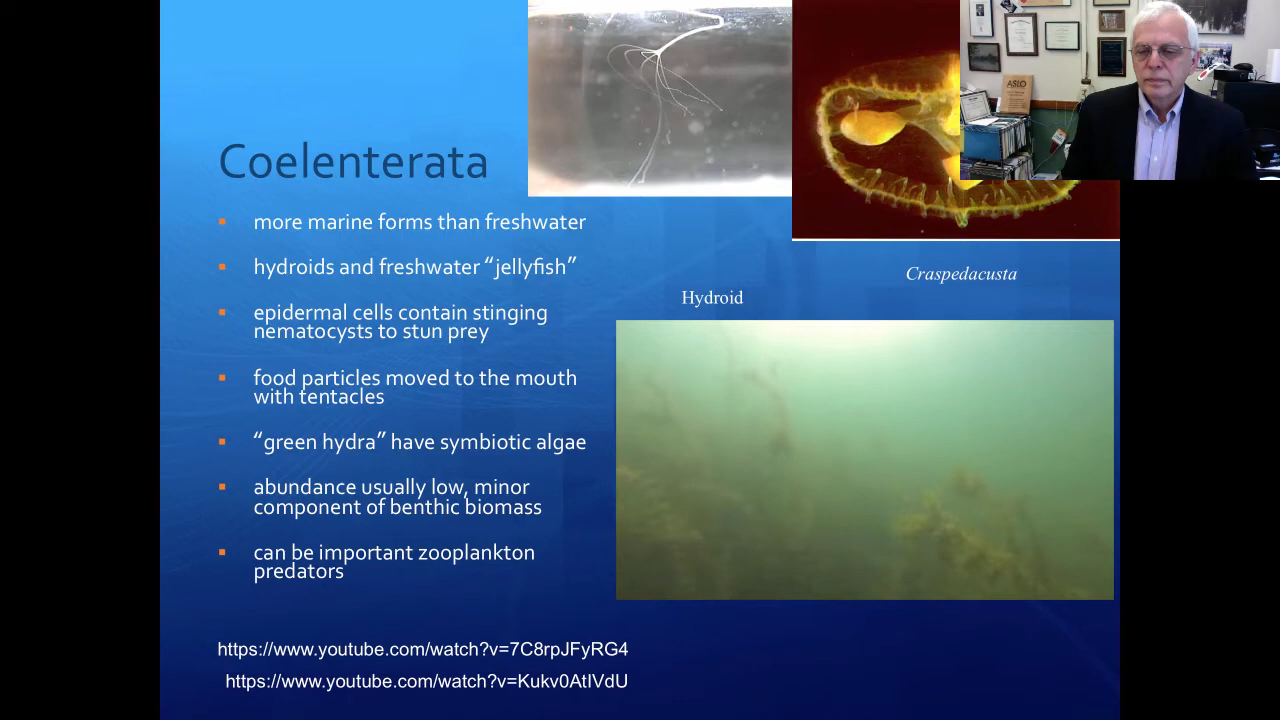 ASLO
Coelenterata
more marine forms than freshwater
hydroids and freshwater “jellyfish”
epidermal cells contain stinging
nematocysts to stun prey
food particles moved to the mouth
with tentacles
“green hydra” have symbiotic algae
abundance usually low, minor
component of benthic biomass
can be important zooplankton
predators
Craspedacusta
Hydroid
https://www.youtube.com/watch?v=7C8rpJFyRG4
https://www.youtube.com/watch?v=Kukv0AtIVdU